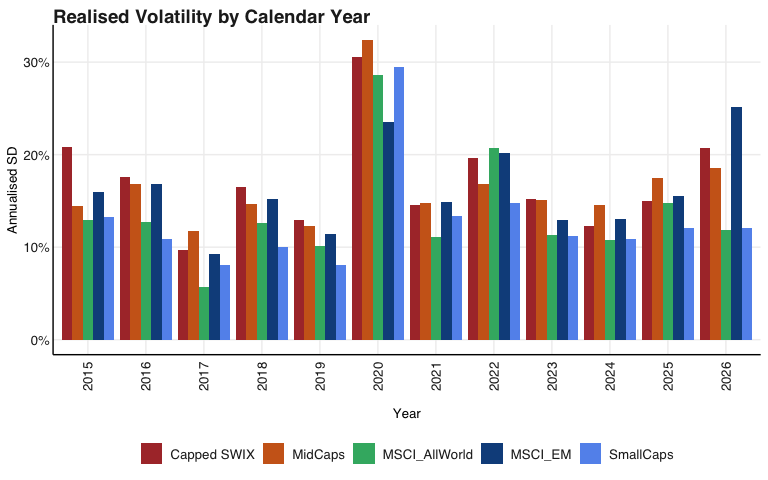 Realised Volatility by Calendar Year
Annualised SD
30%
20%
10%
0%
2015 2016 2017 2018 2019 2020 2021 2022 2023 2024 2025 2026
Year
Capped SWIX MidCaps MSCI_AllWorld MSCI_EM SmallCaps